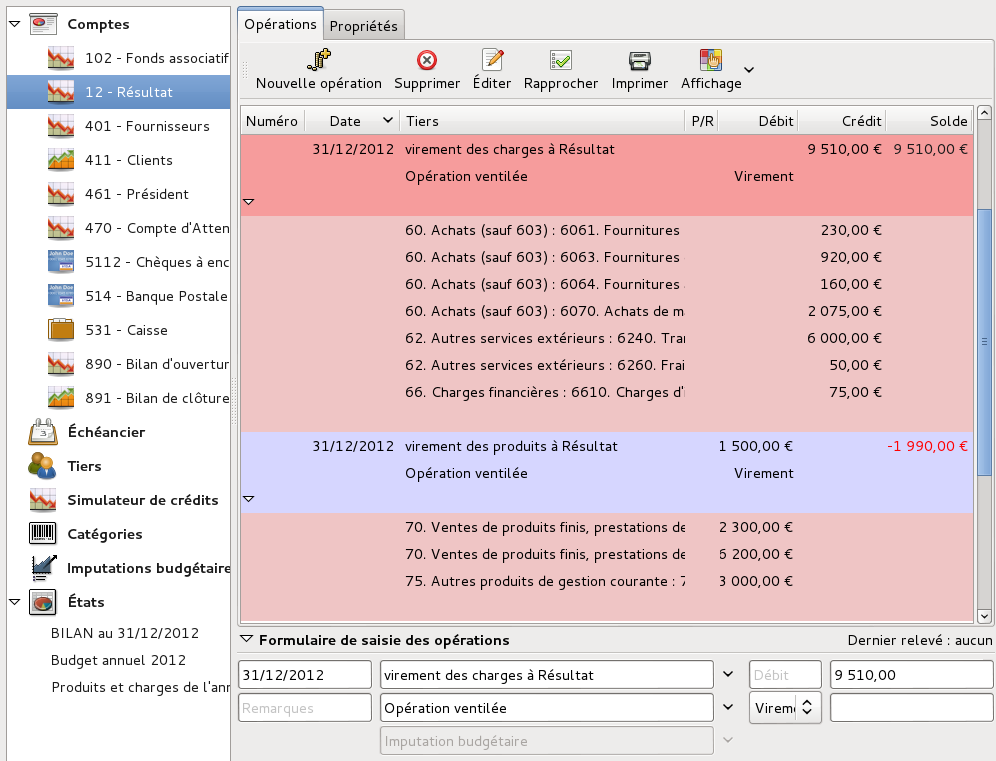 Comptes
102 - Fonds associatif
12 - Résultat
401 - Fournisseurs
411 - Clients
461 - Président
470 - Compte d'Atten
5112 - Chèques à enc
514 - Banque Postale
531 - Caisse
890 - Bilan d'ouvertur
891 - Bilan de clôture
Échéancier
Tiers
Simulateur de crédits
Catégories
Imputations budgétaire
États
BILAN au 31/12/2012
Budget annuel 2012
Produits et charges de l'anr
Opérations Propriétés
Nouvelle opération Supprimer Éditer Rapprocher Imprimer Affichage
Numéro Date Tiers P/R Débit Crédit Solde
31/12/2012 virement des charges à Résultat 9 510,00 € 9 510,00 €
Opération ventilée Virement
60. Achats (sauf 603) : 6061. Fournitures 230,00 €
60. Achats (sauf 603) : 6063. Fournitures 920,00 €
60. Achats (sauf 603) : 6064. Fournitures 160,00 €
60. Achats (sauf 603) : 6070. Achats de m 2 075,00 €
62. Autres services extérieurs : 6240. Trar 6 000,00 €
62. Autres services extérieurs : 6260. Frai 50,00 €
66. Charges financières : 6610. Charges d' 75,00 €
31/12/2012 virement des produits à Résultat 1 500,00 € -1 990,00 €
Opération ventilée Virement
70. Ventes de produits finis, prestations de 2 300,00 €
70. Ventes de produits finis, prestations de 6 200,00 €
75. Autres produits de gestion courante : 7 3 000,00 €
Formulaire de saisie des opérations Dernier relevé : aucun
31/12/2012 virement des charges à Résultat Débit 9 510,00
Remarques Opération ventilée Virem
Imputation budgétaire